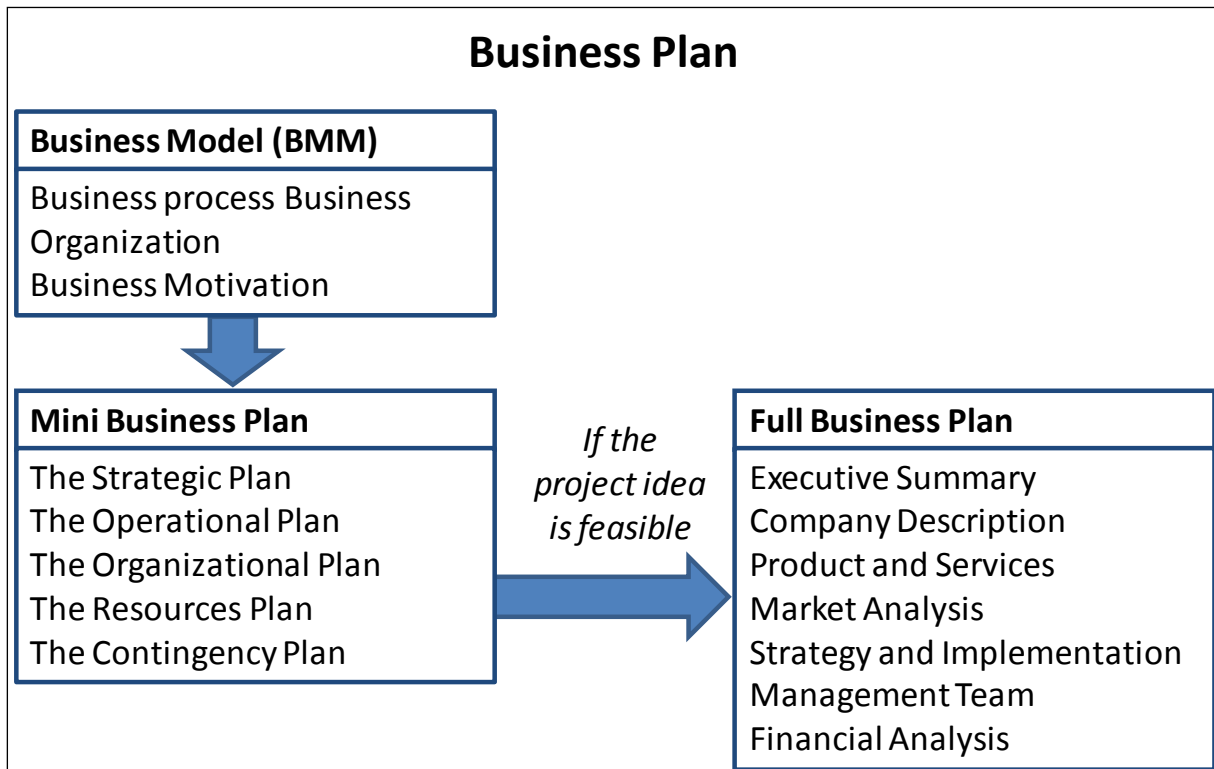 Business Plan
Business Model (BMM)
Business process Business
Organization
Business Motivation
Mini Business Plan
The Strategic Plan
The Operational Plan
The Organizational Plan
The Resources Plan
The Contingency Plan
If the
project idea
is feasible
Full Business Plan
Executive Summary
Company Description
Product and Services
Market Analysis
Strategy and Implementation
Management Team
Financial Analysis